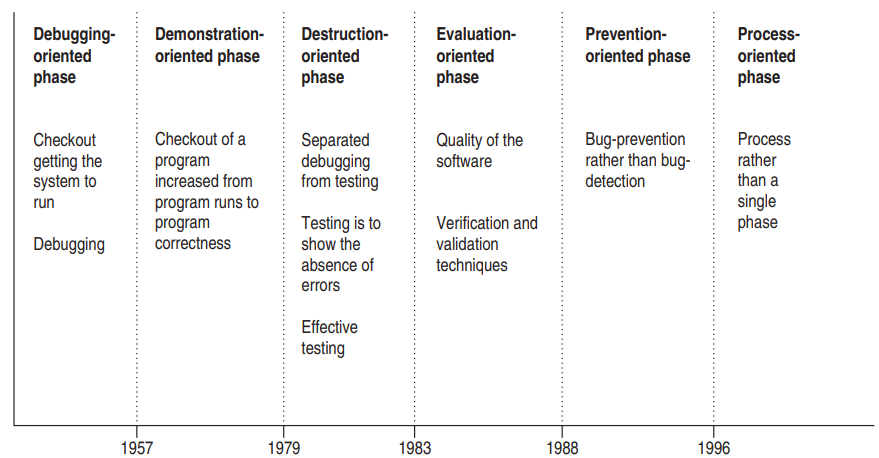 Debugging-
oriented
phase
Checkout
getting the
system to
run
Debugging
Demonstration-
oriented phase
Checkout of a
program
increased from
program runs to
program
correctness
Destruction-
oriented
phase
Separated
debugging
from testing
Testing is to
show the
absence of
errors
Effective
testing
Evaluation-
oriented
phase
Quality of the
software
Verification and
validation
techniques
Prevention-
oriented phase
Bug-prevention
rather than bug-
detection
Process-
oriented
phase
Process
rather
than a
single
phase
1957
1979
1983
1988
1996